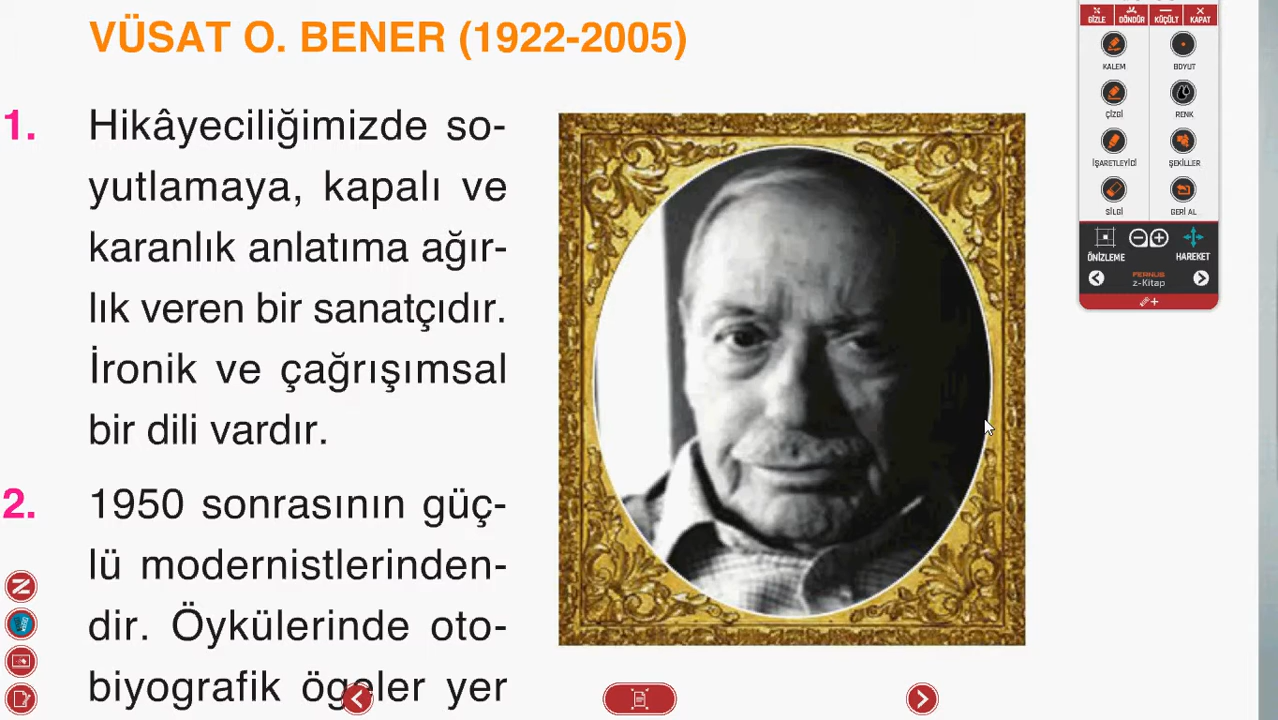 VÜSAT O. BENER (1922-2005)
1. Hikâyeciliğimizde so-
yutlamaya, kapalı ve
karanlık anlatıma ağır-
lık veren bir sanatçıdır.
İronik ve çağrışımsal
bir dili vardır.
2. 1950 sonrasının güç-
lü modernistlerinden-
dir. Öykülerinde oto-
biyografik ögeler yer
GİZLE DÖNDÜR KÜÇÜLT KAPAT
KALEM BOYUT
ÇİZGİ RENK
İŞARETLEYİCİ ŞEKİLLER
SİLGİ GERİ AL
ÖNİZLEME HAREKET
FERNUS
z-Kitap